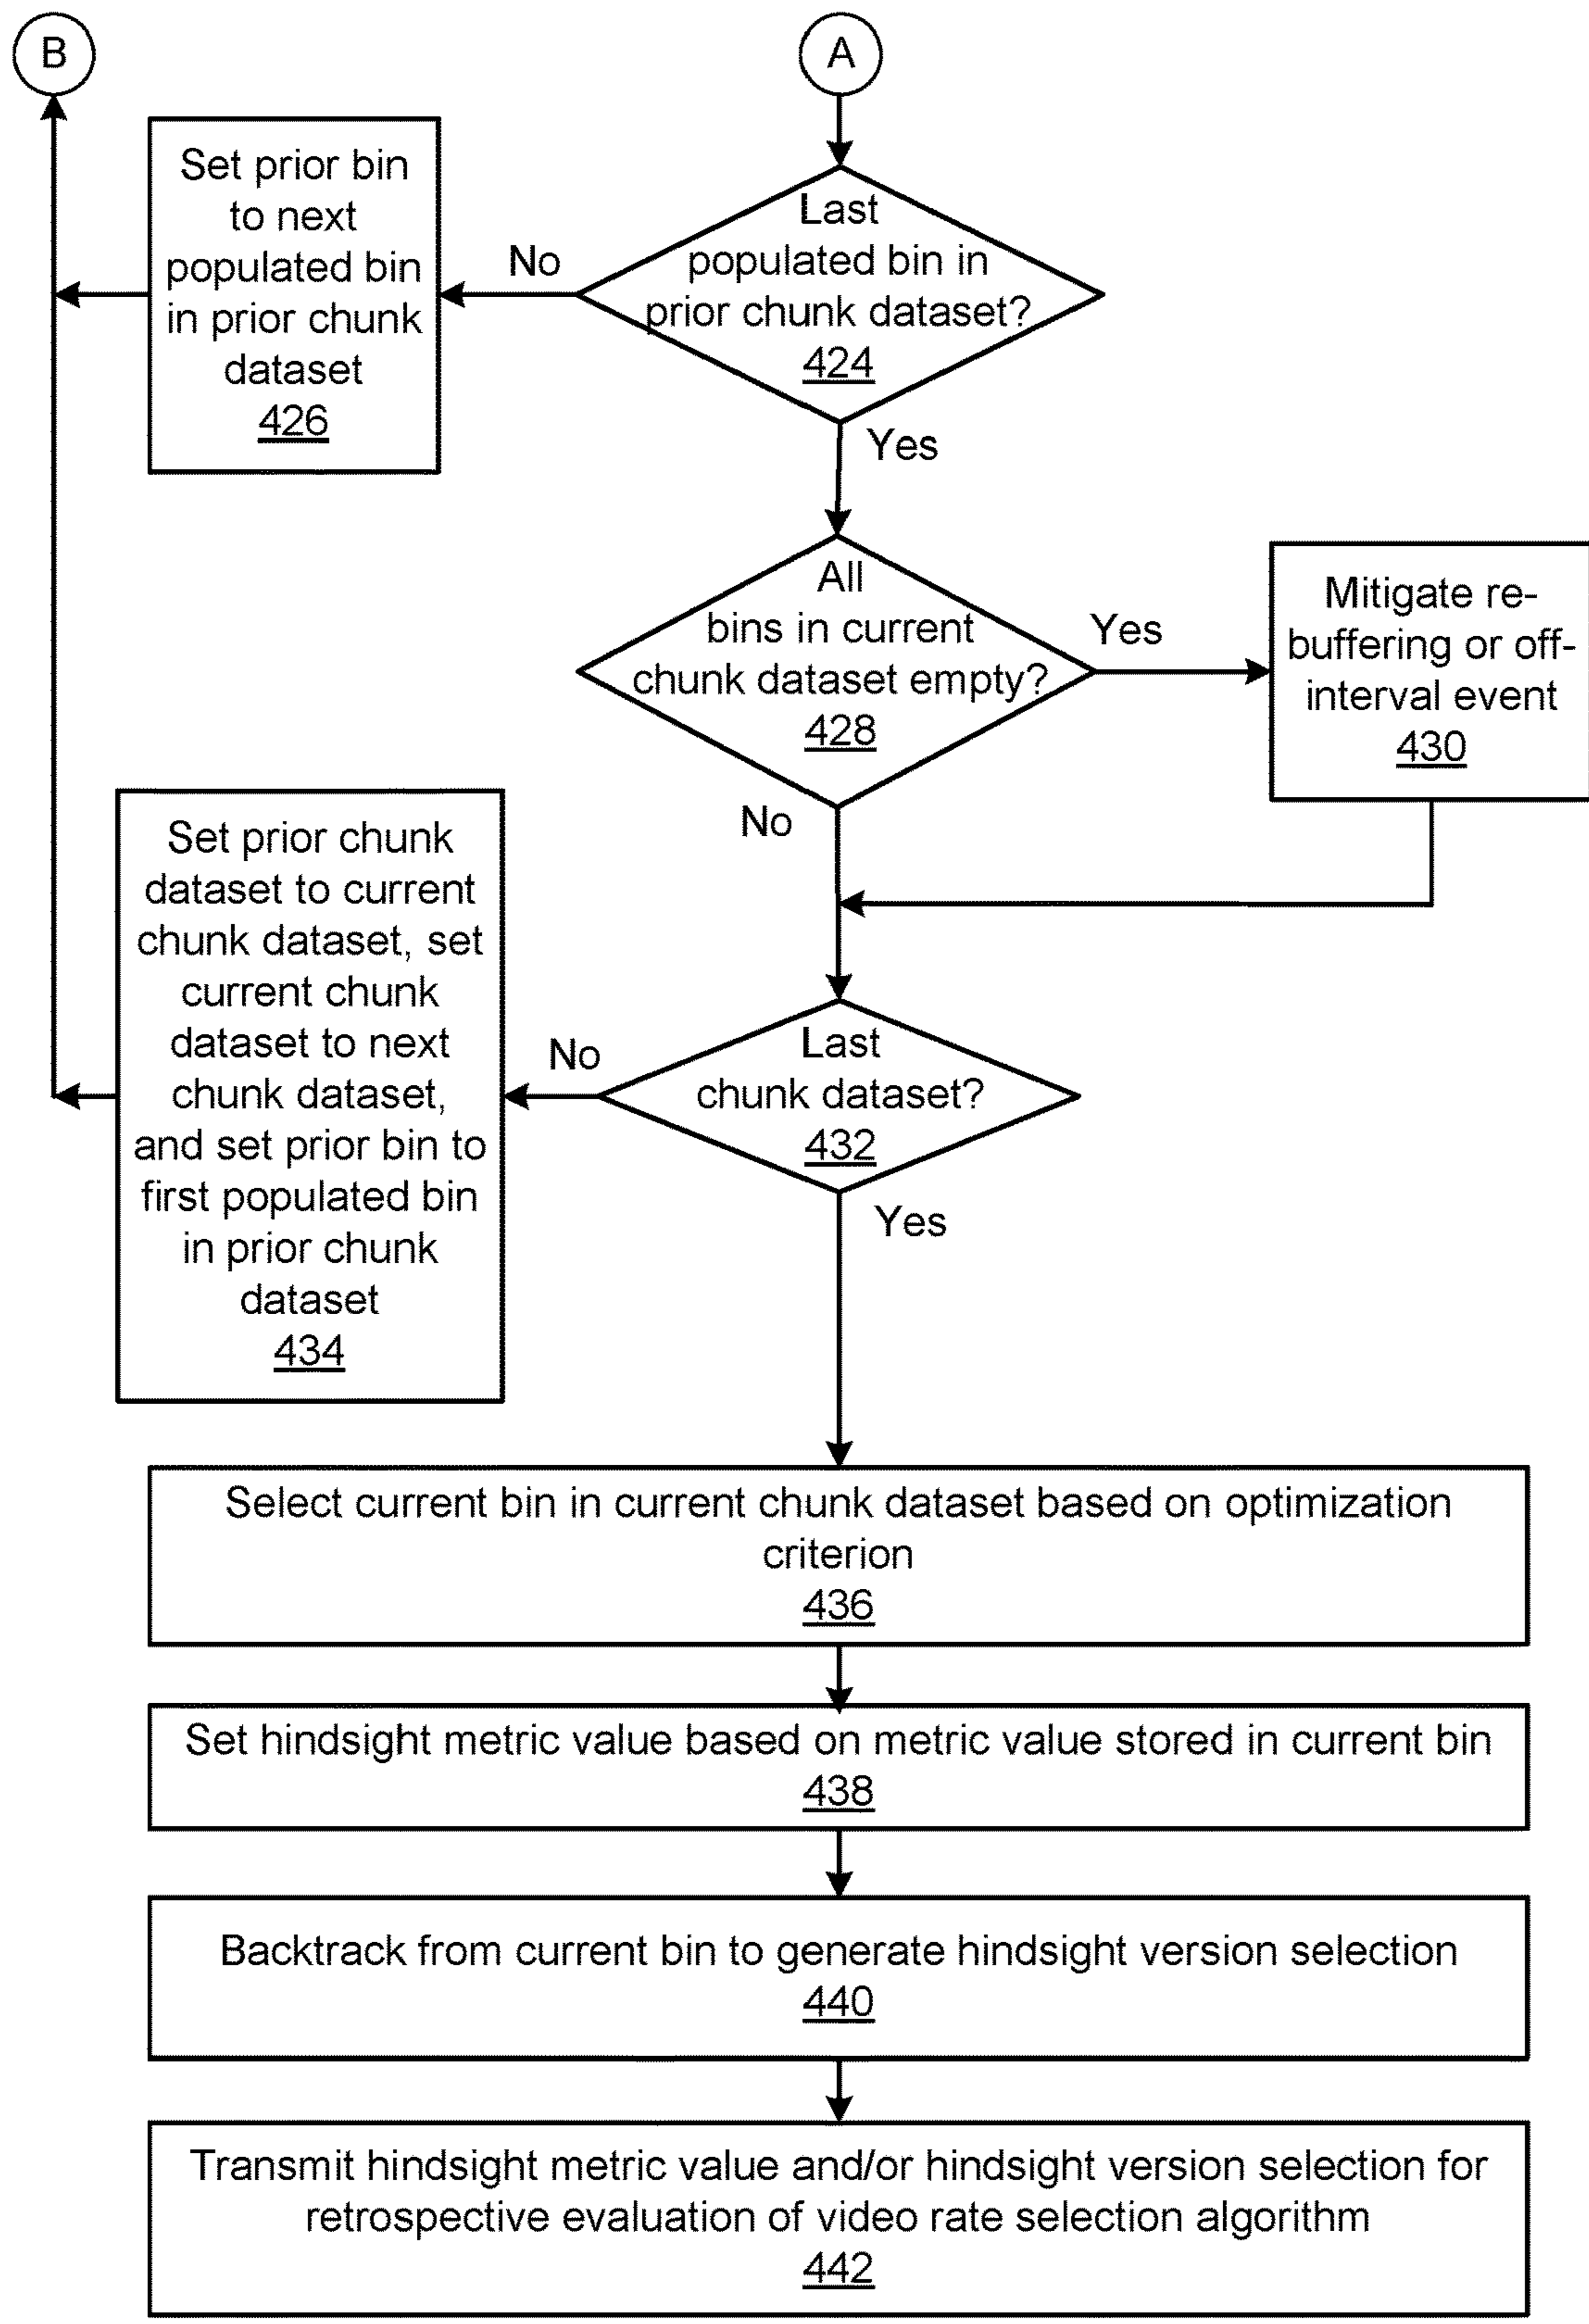 B
A
Set prior bin
to next
populated bin
in prior chunk
dataset
426
No
Last
populated bin in
prior chunk dataset?
424
Yes
All
bins in current
chunk dataset empty?
428
Yes
Mitigate re-
buffering or off-
interval event
430
No
Set prior chunk
dataset to current
chunk dataset, set
current chunk
dataset to next
chunk dataset,
and set prior bin to
first populated bin
in prior chunk
dataset
434
No
Last
chunk dataset?
432
Yes
Select current bin in current chunk dataset based on optimization
criterion
436
Set hindsight metric value based on metric value stored in current bin
438
Backtrack from current bin to generate hindsight version selection
440
Transmit hindsight metric value and/or hindsight version selection for
retrospective evaluation of video rate selection algorithm
442